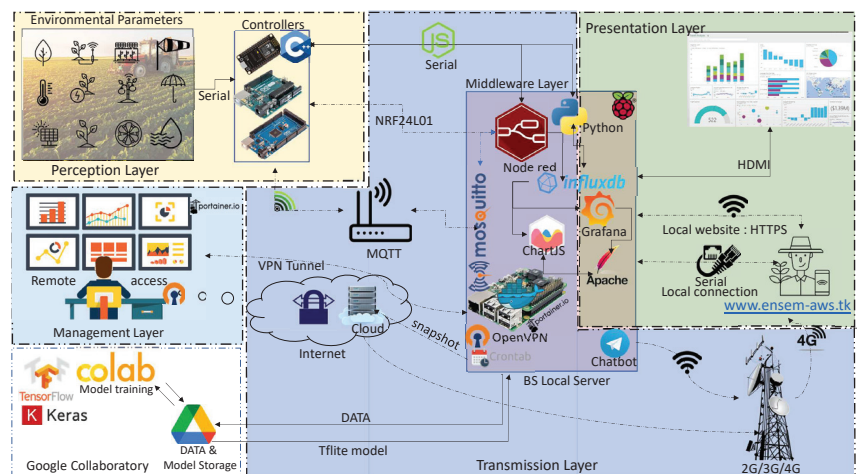 Environmental Parameters
Controllers
Serial
Perception Layer
Serial
NRF24L01
Middleware Layer
Python
Node red
influxdb
mosquitto
Grafana
ChartJS
Apache
portainer.io
OpenVPN
Crontab
Chatbot
BS Local Server
Presentation Layer
HDMI
Local website : HTTPS
Serial
Local connection
www.ensem-aws.tk
4G
2G/3G/4G
MQTT
VPN Tunnel
Cloud
Internet
snapshot
portainer.io
Remote access
Management Layer
colab
Model training
TensorFlow
K Keras
DATA &
Model Storage
Google Collaboratory
DATA
Tflite model
Transmission Layer